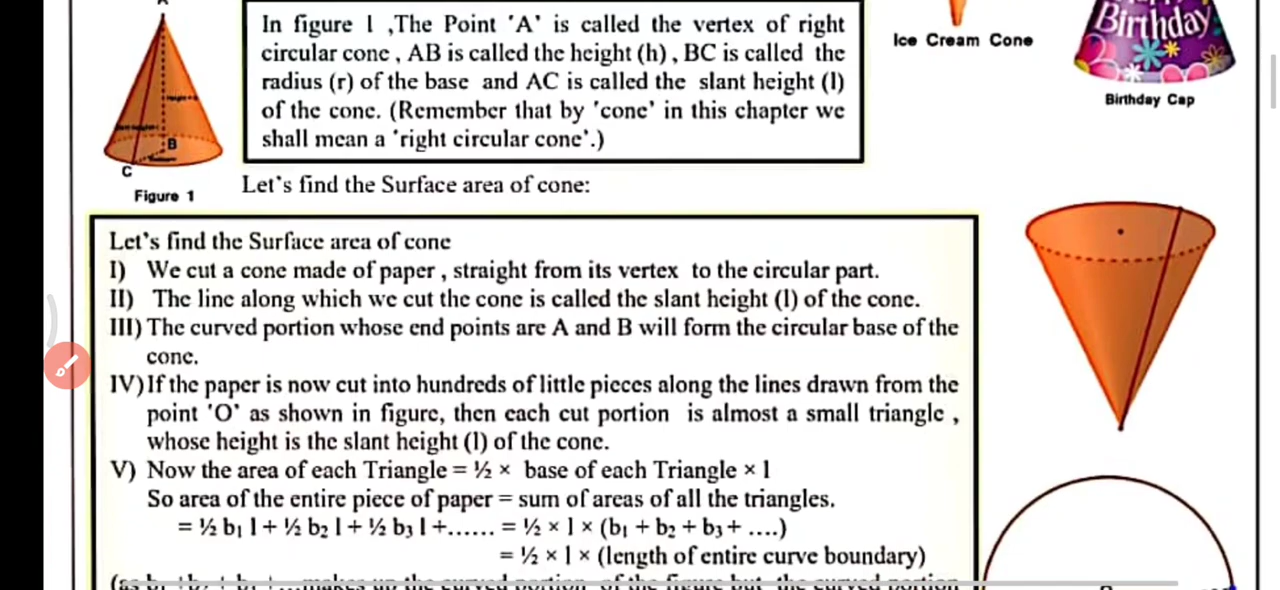 A
In figure 1 ,The Point 'A' is called the vertex of right
circular cone , AB is called the height (h) , BC is called the
radius (r) of the base and AC is called the slant height (l)
of the cone. (Remember that by 'cone' in this chapter we
shall mean a 'right circular cone'.)
B
C
Figure 1
Ice Cream Cone
Birthday
Birthday Cap
Let's find the Surface area of cone:
Let's find the Surface area of cone
I) We cut a cone made of paper , straight from its vertex to the circular part.
II) The line along which we cut the cone is called the slant height (l) of the cone.
III) The curved portion whose end points are A and B will form the circular base of the
cone.
IV) If the paper is now cut into hundreds of little pieces along the lines drawn from the
point 'O' as shown in figure, then each cut portion is almost a small triangle ,
whose height is the slant height (l) of the cone.
V) Now the area of each Triangle = ½ × base of each Triangle × l
So area of the entire piece of paper = sum of areas of all the triangles.
= ½ b₁ l + ½ b₂ l + ½ b₃ l +...... = ½ × l × (b₁ + b₂ + b₃ + ....)
= ½ × l × (length of entire curve boundary)